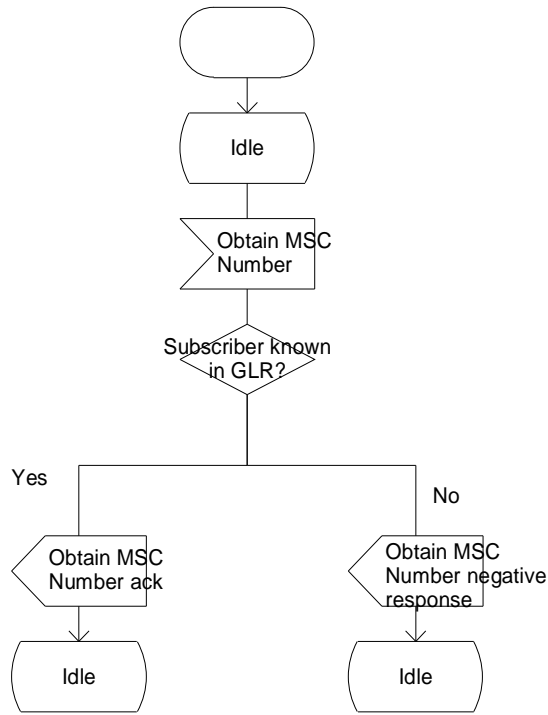 Idle
Obtain MSC
Number
Subscriber known
in GLR?
Yes
No
Obtain MSC
Number ack
Obtain MSC
Number negative
response
Idle
Idle